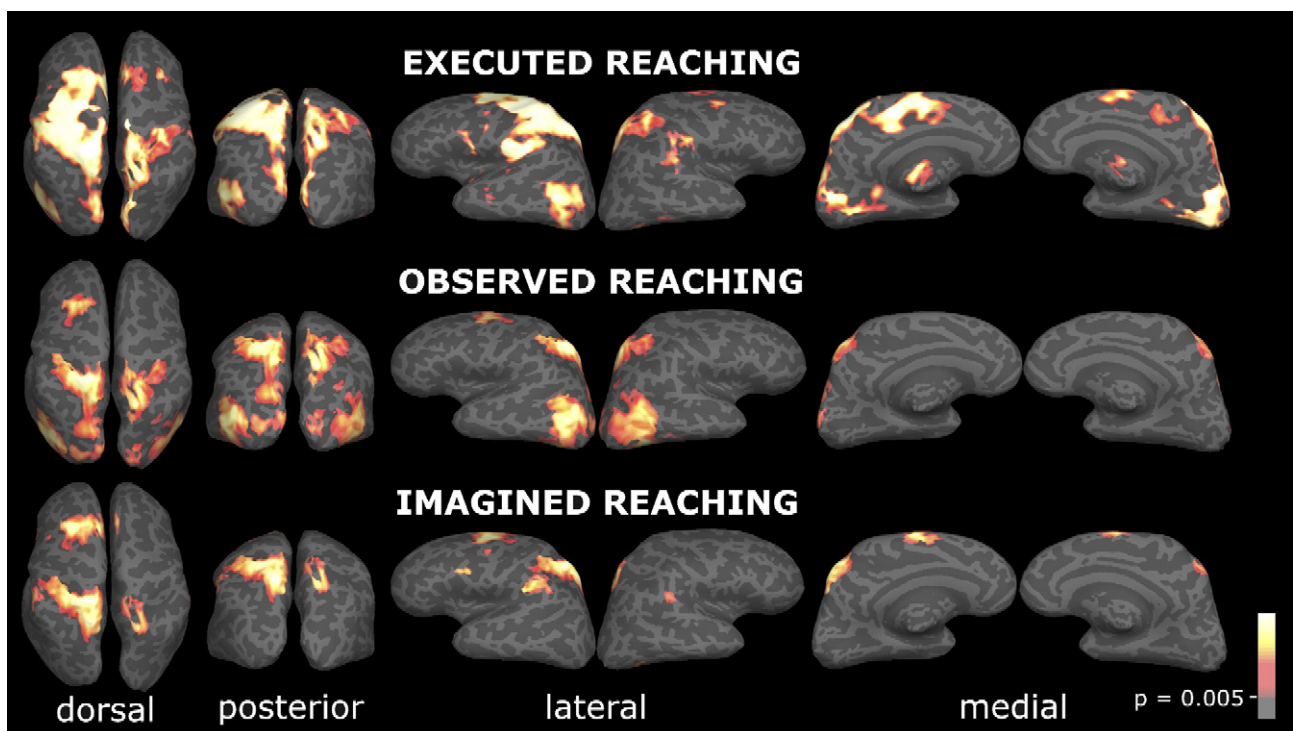 EXECUTED REACHING
OBSERVED REACHING
IMAGINED REACHING
dorsal posterior lateral medial p = 0.005